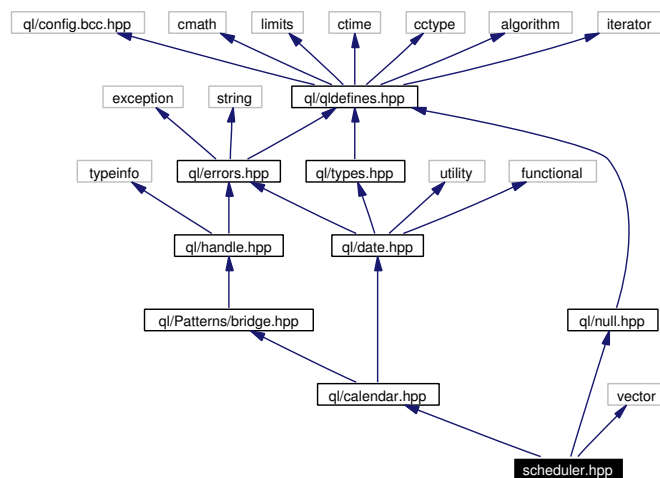 ql/config.bcc.hpp cmath limits ctime cctype algorithm iterator
exception string ql/qldefines.hpp
typeinfo ql/errors.hpp ql/types.hpp utility functional
ql/handle.hpp ql/date.hpp
ql/Patterns/bridge.hpp ql/null.hpp
ql/calendar.hpp vector
scheduler.hpp